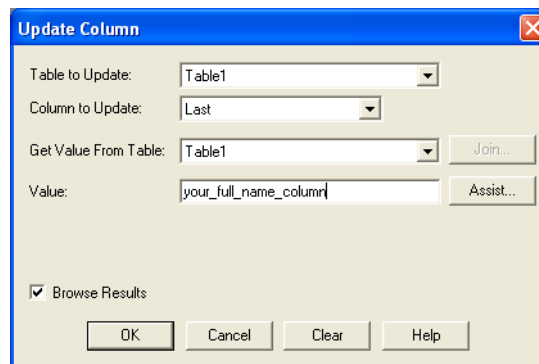 Update Column
Table to Update: Table1
Column to Update: Last
Get Value From Table: Table1 Join...
Value: your_full_name_column Assist...
Browse Results
OK Cancel Clear Help